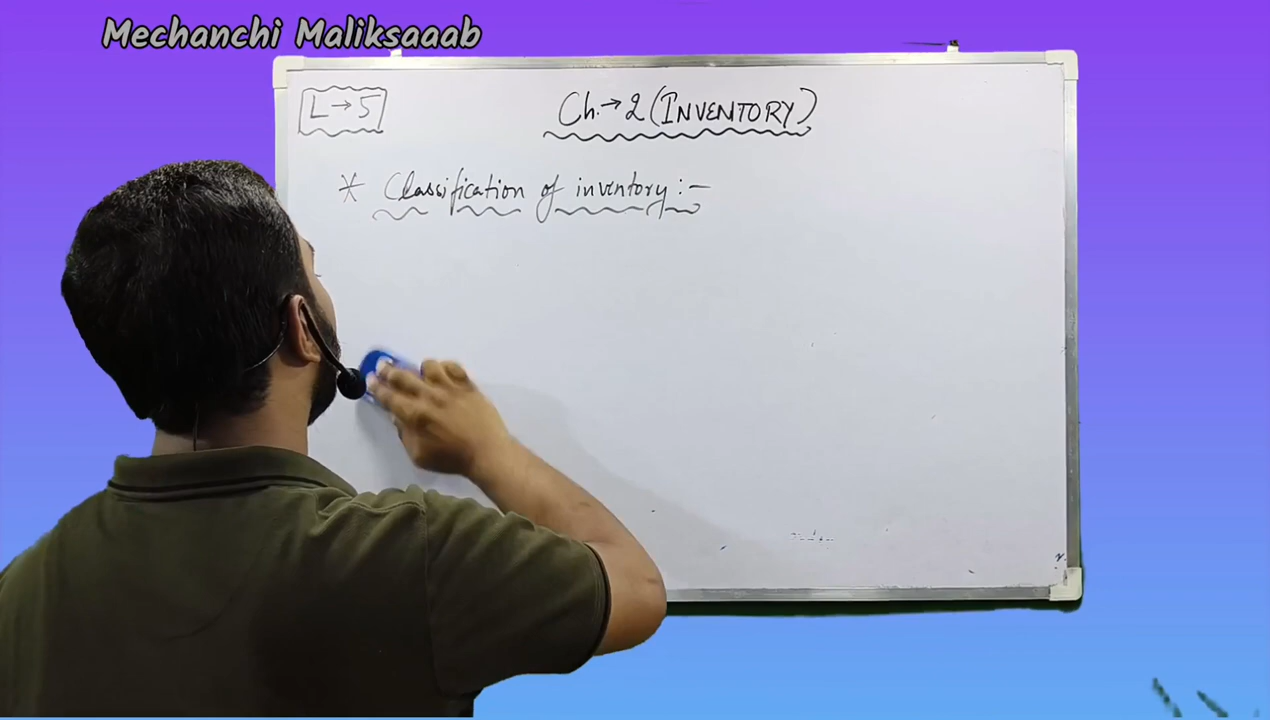 Mechanchi Maliksaaab
L → 5
Ch. → 2 (INVENTORY)
* Classification of inventory :-